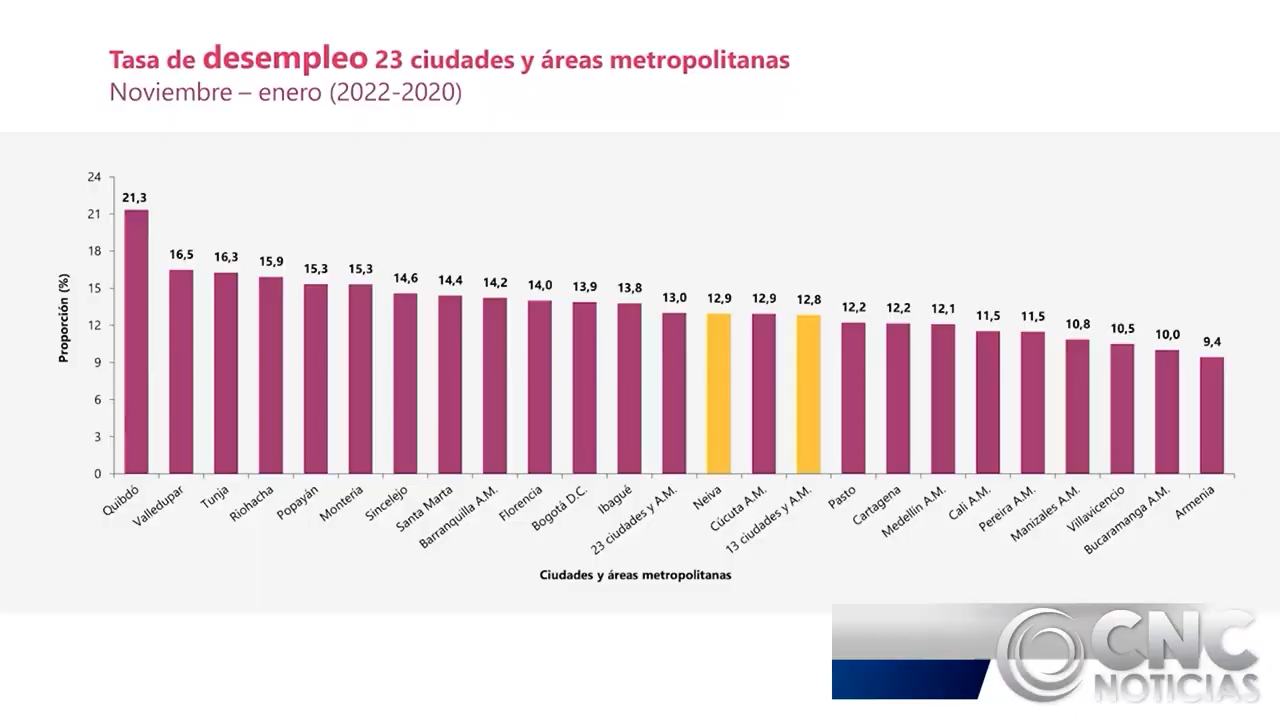 Tasa de desempleo 23 ciudades y áreas metropolitanas
Noviembre – enero (2022-2020)
24
21
18
15
12
9
6
3
0
Proporción (%)
21,3
16,5
16,3
15,9
15,3
15,3
14,6
14,4
14,2
14,0
13,9
13,8
13,0
12,9
12,9
12,8
12,2
12,2
12,1
11,5
11,5
10,8
10,5
10,0
9,4
Quibdó
Valledupar
Tunja
Riohacha
Popayán
Montería
Sincelejo
Santa Marta
Barranquilla A.M.
Florencia
Bogotá D.C.
Ibagué
23 ciudades y A.M.
Neiva
Cúcuta A.M.
13 ciudades y A.M.
Pasto
Cartagena
Medellín A.M.
Cali A.M.
Pereira A.M.
Manizales A.M.
Villavicencio
Bucaramanga A.M.
Armenia
Ciudades y áreas metropolitanas
CNC
NOTICIAS